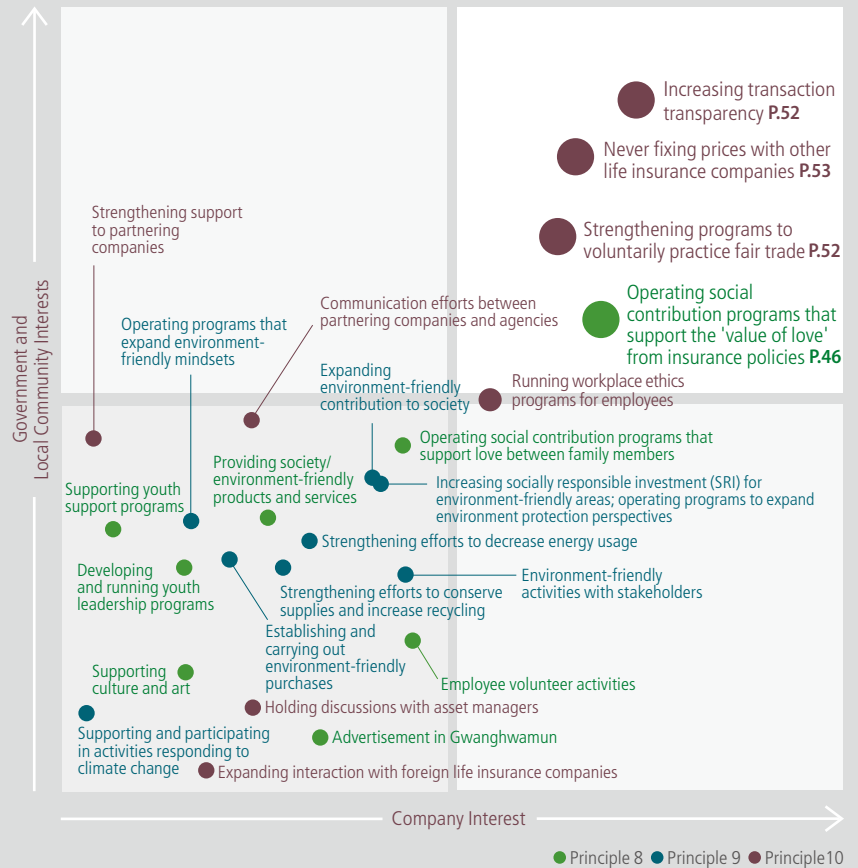 Increasing transaction
transparency P.52
Never fixing prices with other
life insurance companies P.53
Strengthening support
to partnering
companies
Strengthening programs to
voluntarily practice fair trade P.52
Operating social
contribution programs that
support the 'value of love'
from insurance policies P.46
Government and
Local Community Interests
Communication efforts between
partnering companies and agencies
Operating programs that
expand environment-
friendly mindsets
Expanding
environment-friendly
contribution to society
Running workplace ethics
programs for employees
Operating social contribution programs that
support love between family members
Providing society/
environment-friendly
products and services
Increasing socially responsible investment (SRI) for
environment-friendly areas; operating programs to expand
environment protection perspectives
Supporting youth
support programs
Strengthening efforts to decrease energy usage
Developing
and running youth
leadership programs
Strengthening efforts to conserve
supplies and increase recycling
Environment-friendly
activities with stakeholders
Establishing and
carrying out
environment-friendly
purchases
Supporting
culture and art
Employee volunteer activities
Holding discussions with asset managers
Supporting and participating
in activities responding to
climate change
Advertisement in Gwanghwamun
Expanding interaction with foreign life insurance companies
Company Interest
Principle 8 Principle 9 Principle10